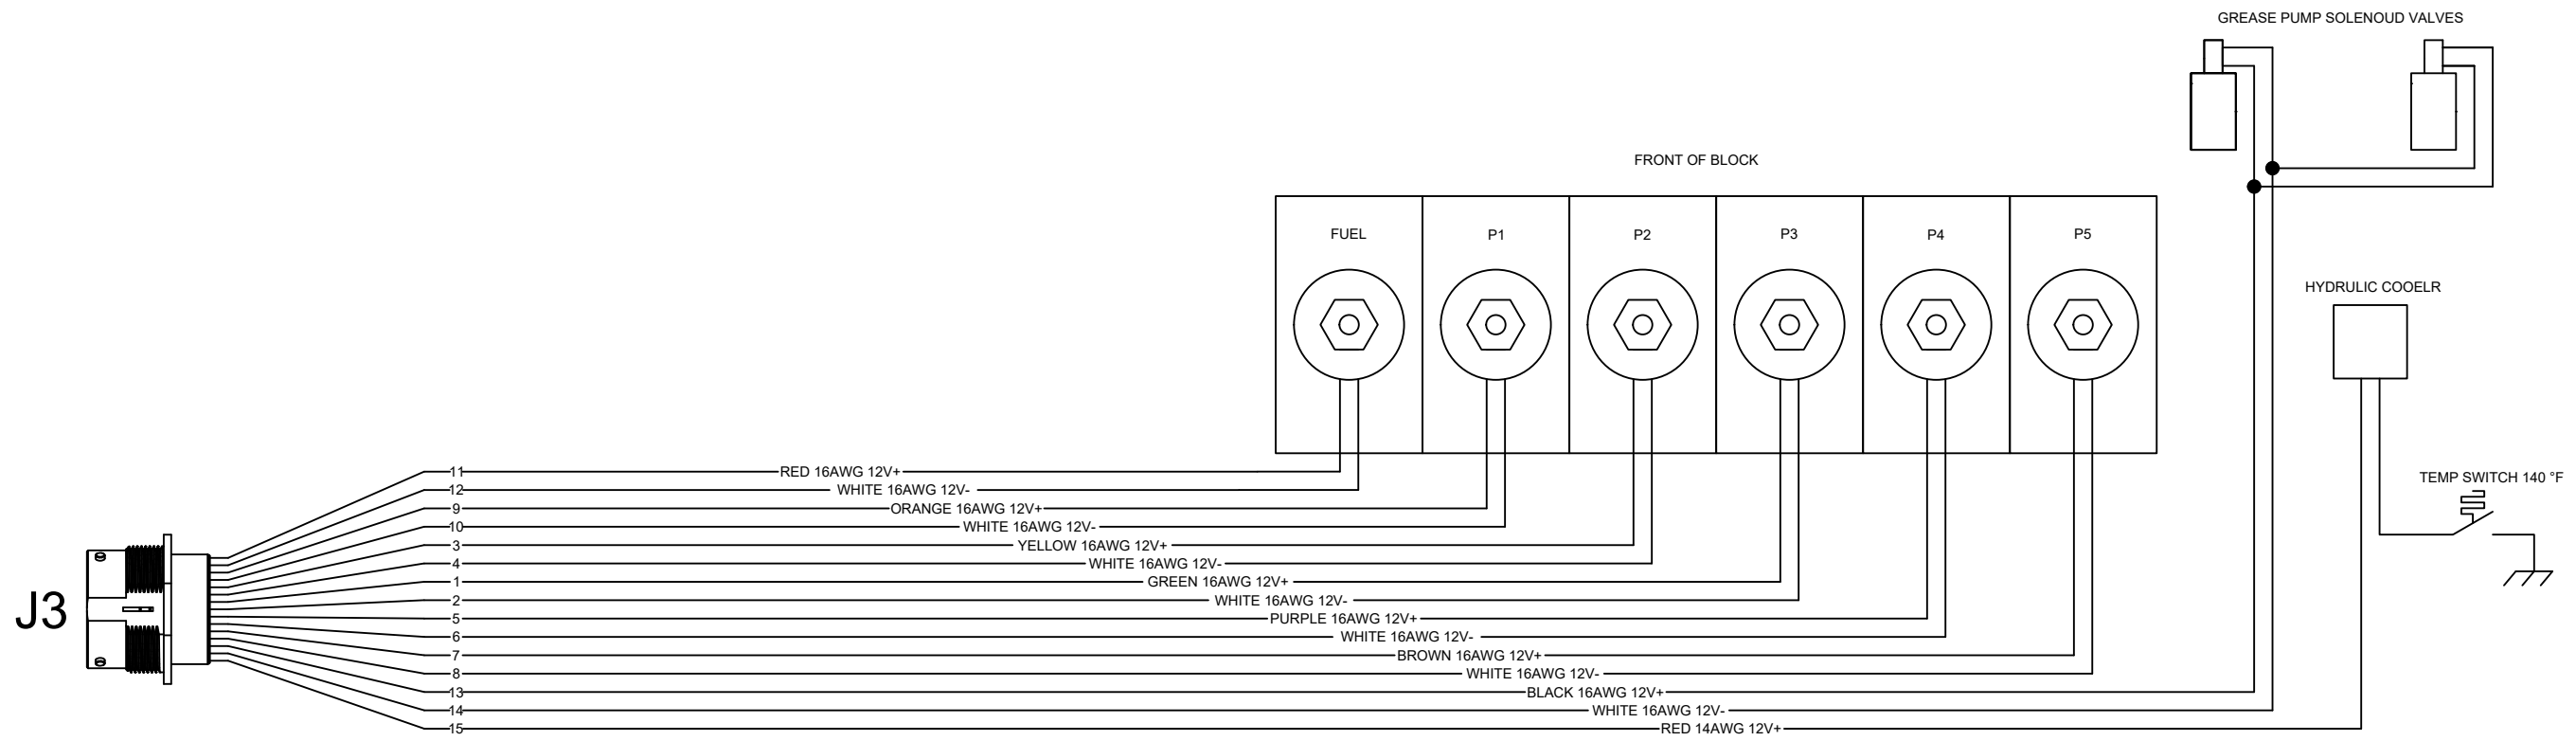 GREASE PUMP SOLENOUD VALVES
FRONT OF BLOCK
FUEL P1 P2 P3 P4 P5
HYDRULIC COOELR
TEMP SWITCH 140 °F
J3
11 RED 16AWG 12V+
12 WHITE 16AWG 12V-
9 ORANGE 16AWG 12V+
10 WHITE 16AWG 12V-
3 YELLOW 16AWG 12V+
4 WHITE 16AWG 12V-
1 GREEN 16AWG 12V+
2 WHITE 16AWG 12V-
5 PURPLE 16AWG 12V+
6 WHITE 16AWG 12V-
7 BROWN 16AWG 12V+
8 WHITE 16AWG 12V-
13 BLACK 16AWG 12V+
14 WHITE 16AWG 12V-
15 RED 14AWG 12V+